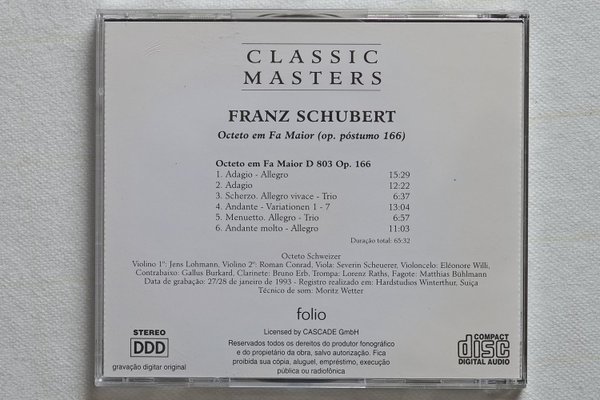 CLASSIC
MASTERS
FRANZ SCHUBERT
Octeto em Fa Maior (op. póstumo 166)
Octeto em Fa Maior D 803 Op. 166
1. Adagio - Allegro 15:29
2. Adagio 12:22
3. Scherzo. Allegro vivace - Trio 6:37
4. Andante - Variationen 1 - 7 13:04
5. Menuetto. Allegro - Trio 6:57
6. Andante molto - Allegro 11:03
Duração total: 65:32
Octeto Schweizer
Violino 1º: Jens Lohmann, Violino 2º: Roman Conrad, Viola: Severin Scheuerer, Violoncelo: Eléonore Willi,
Contrabaixo: Gallus Burkard, Clarinete: Bruno Erb, Trompa: Lorenz Raths, Fagote: Matthias Bühlmann
Data de grabação: 27/28 de janeiro de 1993 - Registro realizado em: Hardstudios Winterthur, Suiça
Técnico de som: Moritz Wetter
folio
Licensed by CASCADE GmbH
Reservados todos os direitos do produtor fonográfico
e do propietário da obra, salvo autorização. Fica
proibida sua cópia, aluguel, empréstimo, execução
pública ou radiofônica
STEREO
DDD
gravação digitar original
COMPACT
disc
DIGITAL AUDIO